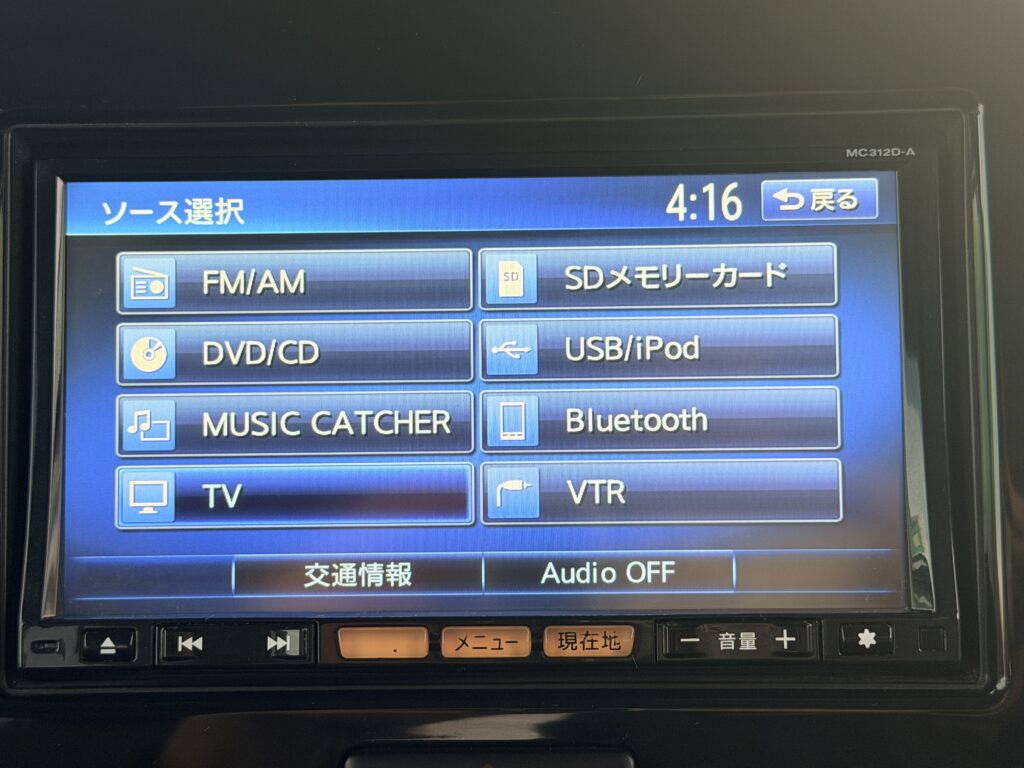 MC312D-A
ソース選択 4:16 戻る
FM/AM
SD
SDメモリーカード
DVD/CD
USB/iPod
MUSIC CATCHER
Bluetooth
TV
VTR
交通情報 Audio OFF
メニュー 現在地 － 音量 ＋